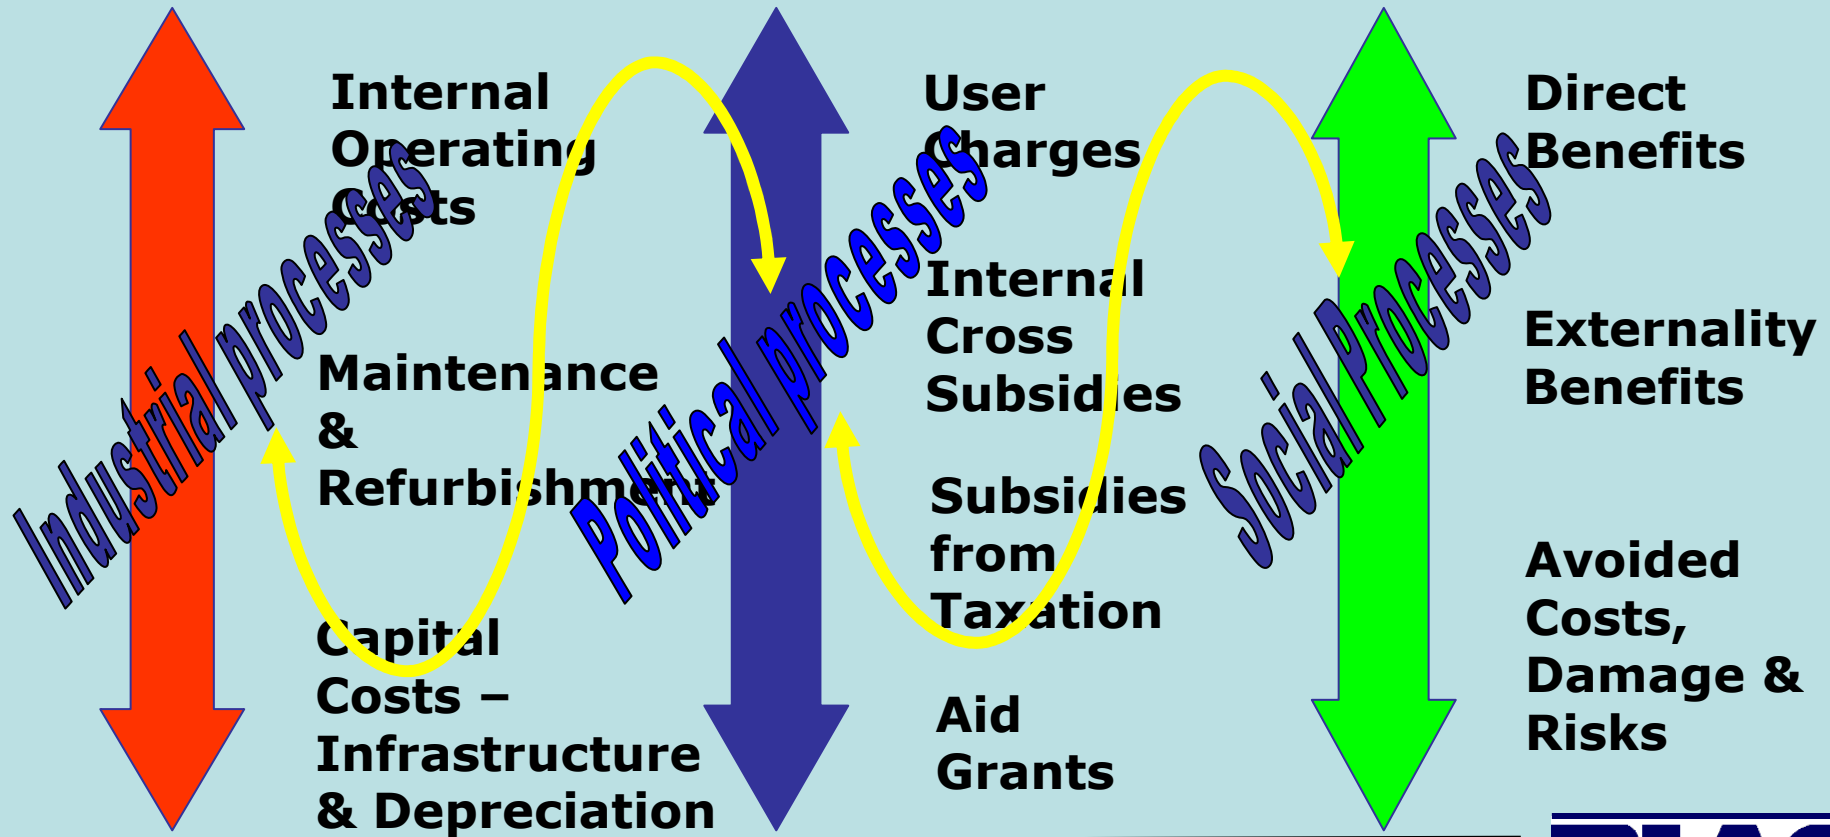 Internal
Operating
Costs
Maintenance
&
Refurbishment
Capital
Costs –
Infrastructure
& Depreciation
Industrial processes
User
Charges
Internal
Cross
Subsidies
Subsidies
from
Taxation
Aid
Grants
Political processes
Direct
Benefits
Externality
Benefits
Avoided
Costs,
Damage &
Risks
Social Processes